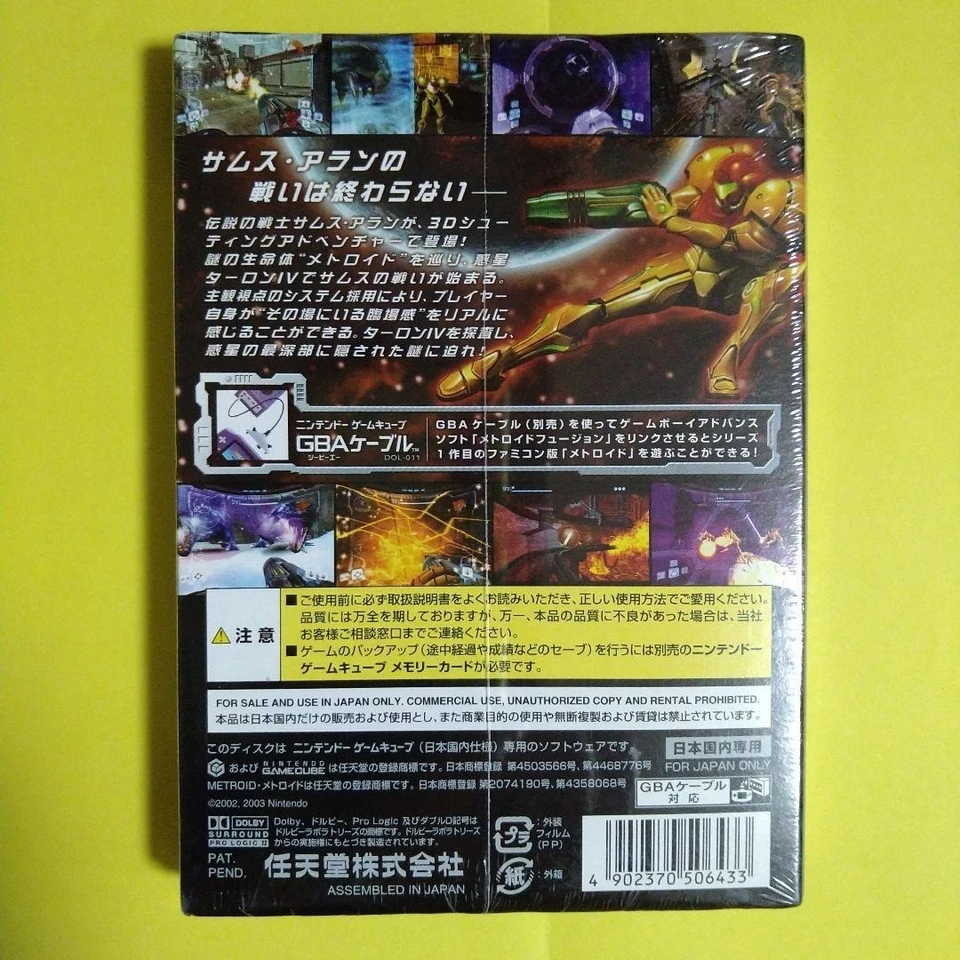 サムス・アランの
戦いは終わらない──
伝説の戦士サムス・アランが、3Dシュー
ティングアドベンチャーで登場!
謎の生命体“メトロイド”を巡り、惑星
ターロンIVでサムスの戦いが始まる。
主観視点のシステム採用により、プレイヤー
自身が“その場にいる臨場感”をリアルに
感じることができる。ターロンIVを探査し、
惑星の最深部に隠された謎に迫れ!
ニンテンドー ゲームキューブ
GBAケーブル™
ジービーエー
DOL-011
GBAケーブル(別売)を使ってゲームボーイアドバンス
ソフト「メトロイドフュージョン」をリンクさせるとシリーズ
1作目のファミコン版「メトロイド」を遊ぶことができる!
注意
■ご使用前に必ず取扱説明書をよくお読みいただき、正しい使用方法でご愛用ください。
品質には万全を期しておりますが、万一、本品の品質に不良があった場合は、当社
お客様ご相談窓口までご連絡ください。
■ゲームのバックアップ(途中経過や成績などのセーブ)を行うには別売のニンテンドー
ゲームキューブ メモリーカードが必要です。
FOR SALE AND USE IN JAPAN ONLY. COMMERCIAL USE, UNAUTHORIZED COPY AND RENTAL PROHIBITED.
本品は日本国内だけの販売および使用とし、また商業目的の使用や無断複製および賃貸は禁止されています。
このディスクは ニンテンドー ゲームキューブ(日本国内仕様)専用のソフトウェアです。
および NINTENDO GAMECUBE は任天堂の登録商標です。日本商標登録 第4503566号、第4468776号
METROID・メトロイドは任天堂の登録商標です。日本商標登録 第2074190号、第4358068号
©2002, 2003 Nintendo
日本国内専用
FOR JAPAN ONLY
GBAケーブル
対応
DOLBY
SURROUND
PRO LOGIC II
Dolby、ドルビー、Pro Logic 及びダブルD記号は
ドルビーラボラトリーズの商標です。ドルビーラボラトリーズ
からの実施権にもとづき製造されています。
プラ
:外装
フィルム
(PP)
紙
:外箱
PAT.
PEND.
任天堂株式会社
ASSEMBLED IN JAPAN
4 902370 506433